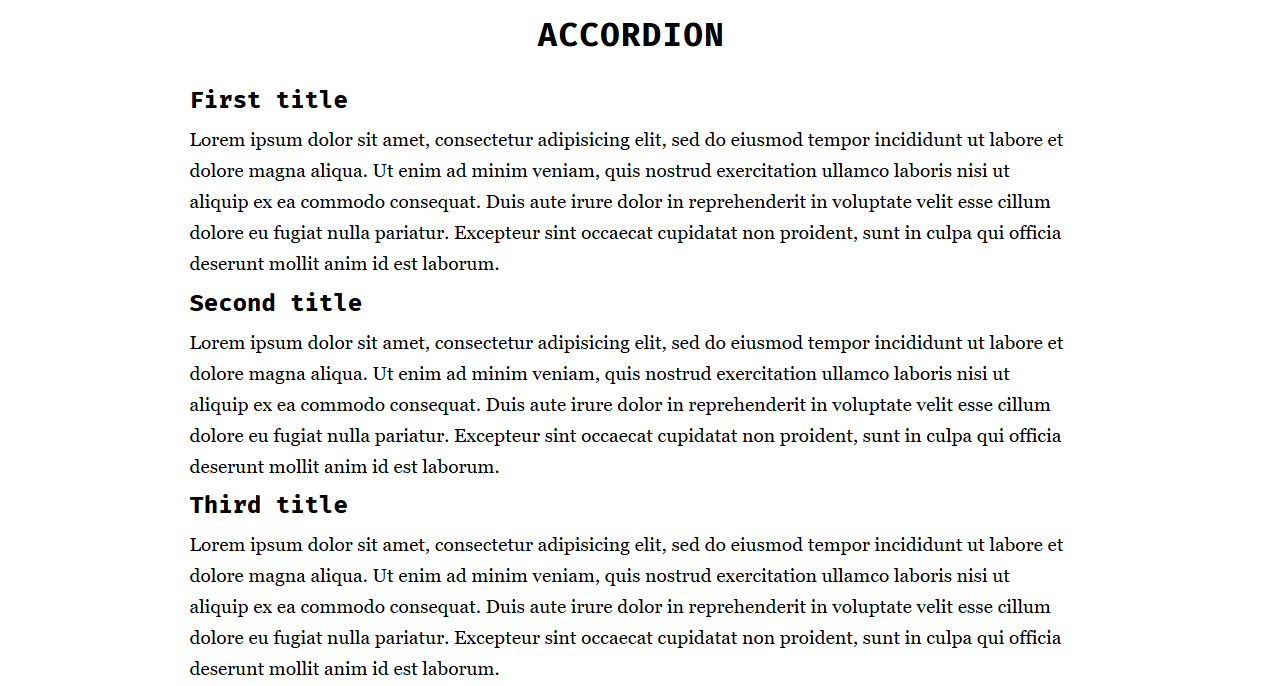 ACCORDION
First title
Lorem ipsum dolor sit amet, consectetur adipisicing elit, sed do eiusmod tempor incididunt ut labore et
dolore magna aliqua. Ut enim ad minim veniam, quis nostrud exercitation ullamco laboris nisi ut
aliquip ex ea commodo consequat. Duis aute irure dolor in reprehenderit in voluptate velit esse cillum
dolore eu fugiat nulla pariatur. Excepteur sint occaecat cupidatat non proident, sunt in culpa qui officia
deserunt mollit anim id est laborum.
Second title
Lorem ipsum dolor sit amet, consectetur adipisicing elit, sed do eiusmod tempor incididunt ut labore et
dolore magna aliqua. Ut enim ad minim veniam, quis nostrud exercitation ullamco laboris nisi ut
aliquip ex ea commodo consequat. Duis aute irure dolor in reprehenderit in voluptate velit esse cillum
dolore eu fugiat nulla pariatur. Excepteur sint occaecat cupidatat non proident, sunt in culpa qui officia
deserunt mollit anim id est laborum.
Third title
Lorem ipsum dolor sit amet, consectetur adipisicing elit, sed do eiusmod tempor incididunt ut labore et
dolore magna aliqua. Ut enim ad minim veniam, quis nostrud exercitation ullamco laboris nisi ut
aliquip ex ea commodo consequat. Duis aute irure dolor in reprehenderit in voluptate velit esse cillum
dolore eu fugiat nulla pariatur. Excepteur sint occaecat cupidatat non proident, sunt in culpa qui officia
deserunt mollit anim id est laborum.